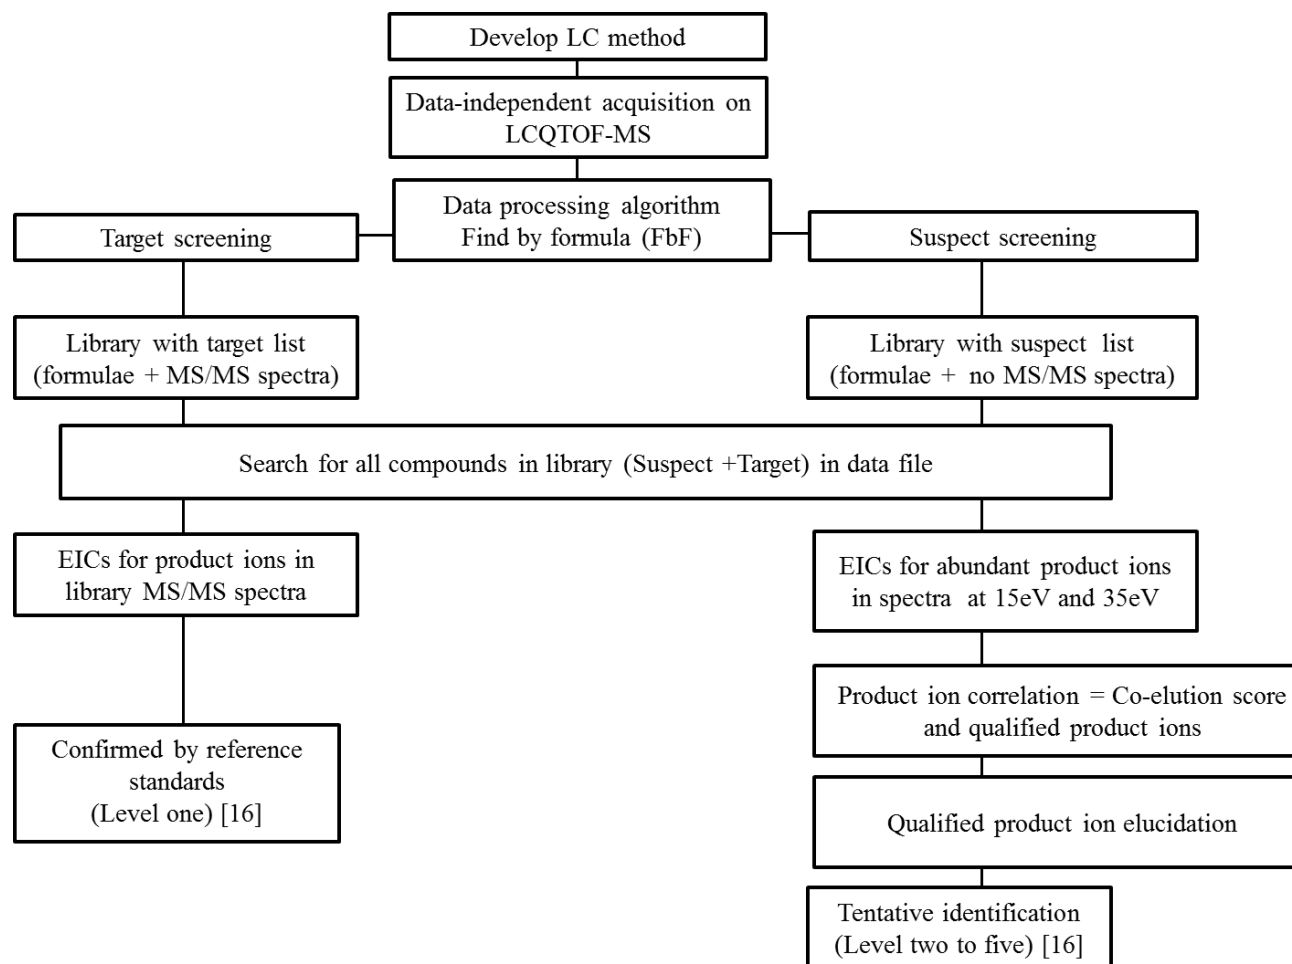 Develop LC method
Data-independent acquisition on
LCQTOF-MS
Data processing algorithm
Find by formula (FbF)
Target screening
Suspect screening
Library with target list
(formulae + MS/MS spectra)
Library with suspect list
(formulae + no MS/MS spectra)
Search for all compounds in library (Suspect +Target) in data file
EICs for product ions in
library MS/MS spectra
EICs for abundant product ions
in spectra at 15eV and 35eV
Product ion correlation = Co-elution score
and qualified product ions
Confirmed by reference
standards
(Level one) [16]
Qualified product ion elucidation
Tentative identification
(Level two to five) [16]